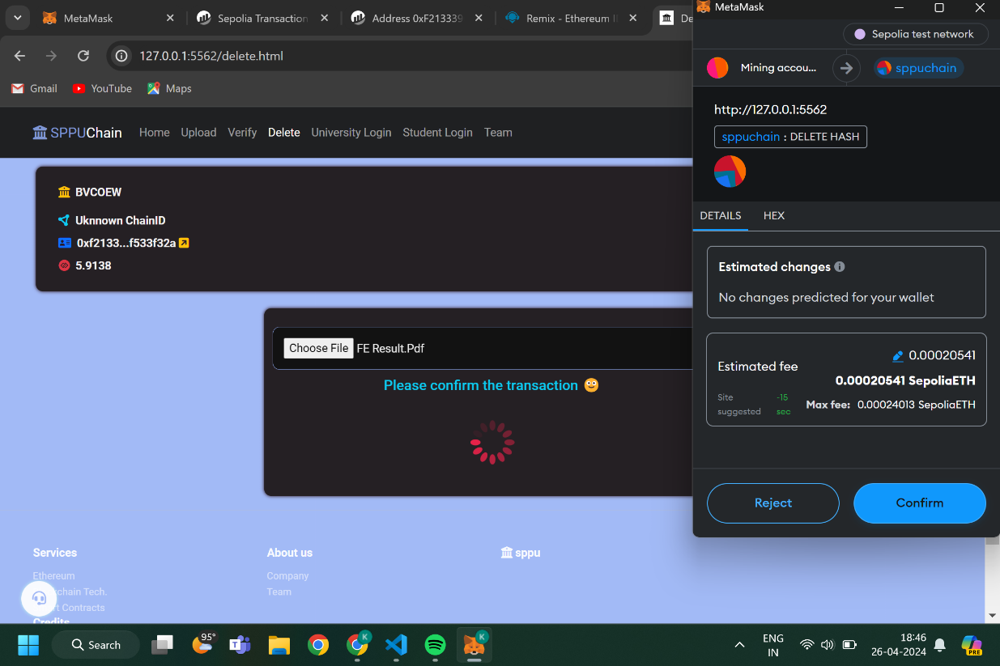 MetaMask
Sepolia Transaction
Address 0xF213339
Remix - Ethereum I
De
127.0.0.1:5562/delete.html
Gmail
YouTube
Maps
SPPUChain
Home
Upload
Verify
Delete
University Login
Student Login
Team
BVCOEW
Uknnown ChainID
0xf2133...f533f32a
5.9138
Choose File FE Result.Pdf
Please confirm the transaction
Services
About us
sppu
Ethereum
Company
chain Tech.
Team
t Contracts
Credits
MetaMask
Sepolia test network
Mining accou...
sppuchain
http://127.0.0.1:5562
sppuchain : DELETE HASH
DETAILS
HEX
Estimated changes
No changes predicted for your wallet
Estimated fee
0.00020541
0.00020541 SepoliaETH
Site suggested
-15 sec
Max fee: 0.00024013 SepoliaETH
Reject
Confirm
95°
Search
K
K
ENG
IN
18:46
26-04-2024
PRE